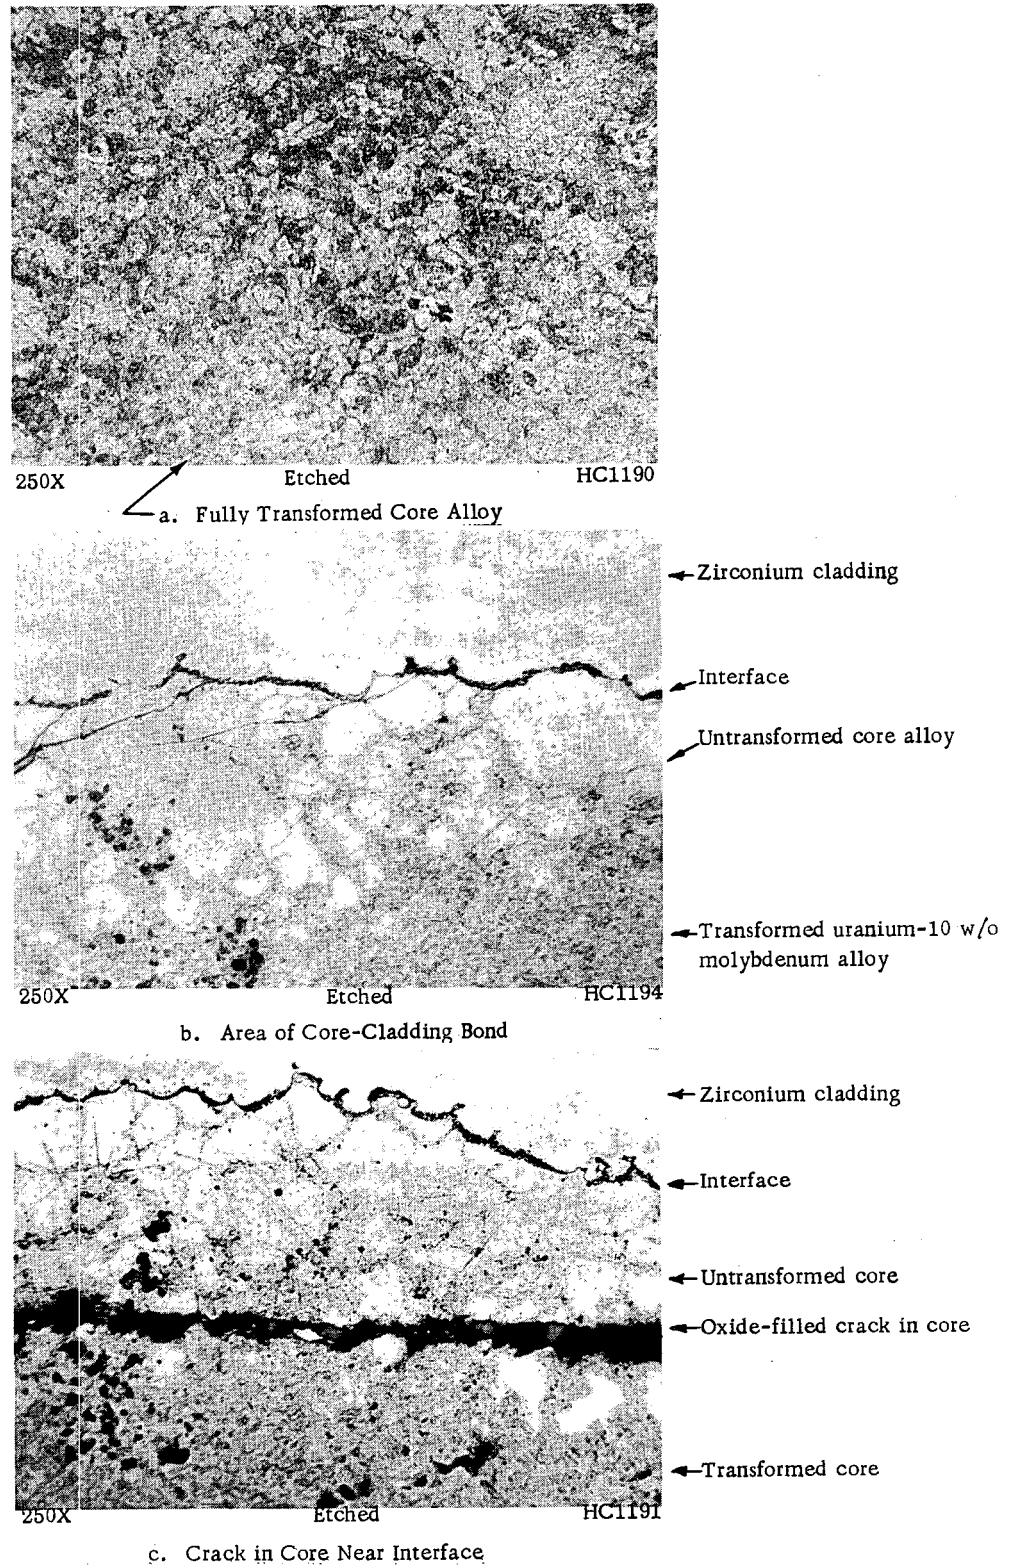 250X Etched HC1190
a. Fully Transformed Core Alloy
Zirconium cladding
Interface
Untransformed core alloy
Transformed uranium-10 w/o
molybdenum alloy
250X Etched HC1194
b. Area of Core-Cladding Bond
Zirconium cladding
Interface
Untransformed core
Oxide-filled crack in core
Transformed core
250X Etched HC1191
c. Crack in Core Near Interface